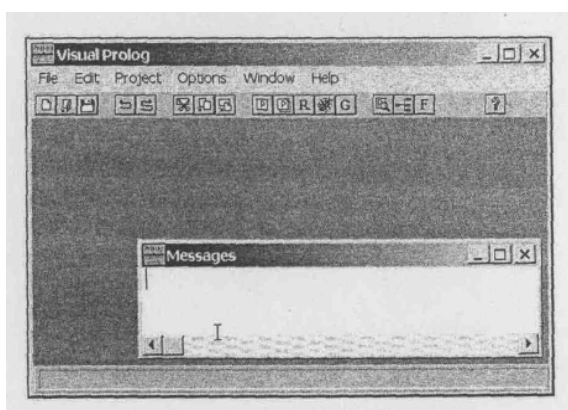 Visual Prolog
File Edit Project Options Window Help
R G F ?
Messages